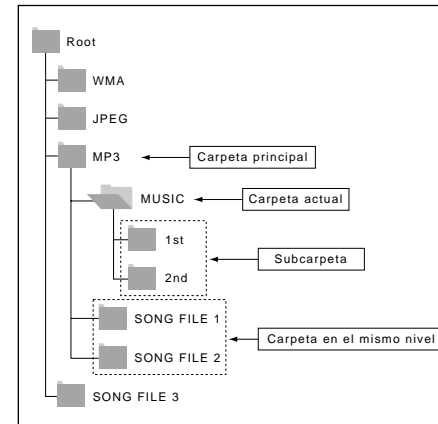 Root
WMA
JPEG
MP3
Carpeta principal
MUSIC
Carpeta actual
1st
Subcarpeta
2nd
SONG FILE 1
Carpeta en el mismo nivel
SONG FILE 2
SONG FILE 3